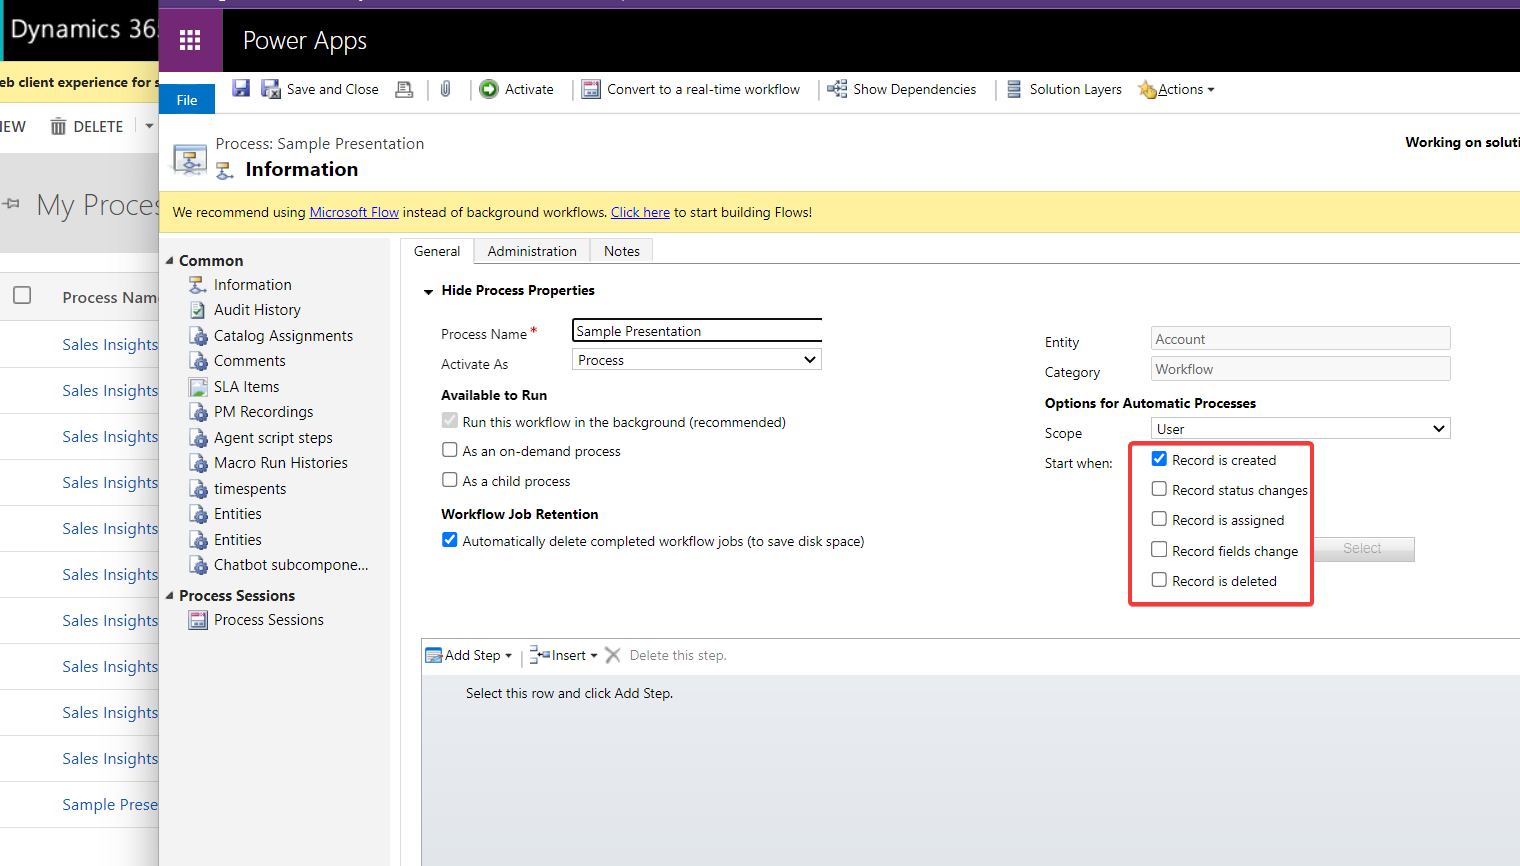 Dynamics 365
Power Apps
eb client experience for s
File
Save and Close
Activate
Convert to a real-time workflow
Show Dependencies
Solution Layers
Actions
EW
DELETE
Process: Sample Presentation
Information
Working on soluti
My Proces
We recommend using Microsoft Flow instead of background workflows. Click here to start building Flows!
Process Name
Sales Insights
Sales Insights
Sales Insights
Sales Insights
Sales Insights
Sales Insights
Sales Insights
Sales Insights
Sales Insights
Sales Insights
Sample Prese
Common
Information
Audit History
Catalog Assignments
Comments
SLA Items
PM Recordings
Agent script steps
Macro Run Histories
timespents
Entities
Entities
Chatbot subcompone...
Process Sessions
Process Sessions
General
Administration
Notes
Hide Process Properties
Process Name *
Sample Presentation
Activate As
Process
Available to Run
Run this workflow in the background (recommended)
As an on-demand process
As a child process
Workflow Job Retention
Automatically delete completed workflow jobs (to save disk space)
Entity
Account
Category
Workflow
Options for Automatic Processes
Scope
User
Start when:
Record is created
Record status changes
Record is assigned
Record fields change
Select
Record is deleted
Add Step
Insert
Delete this step.
Select this row and click Add Step.